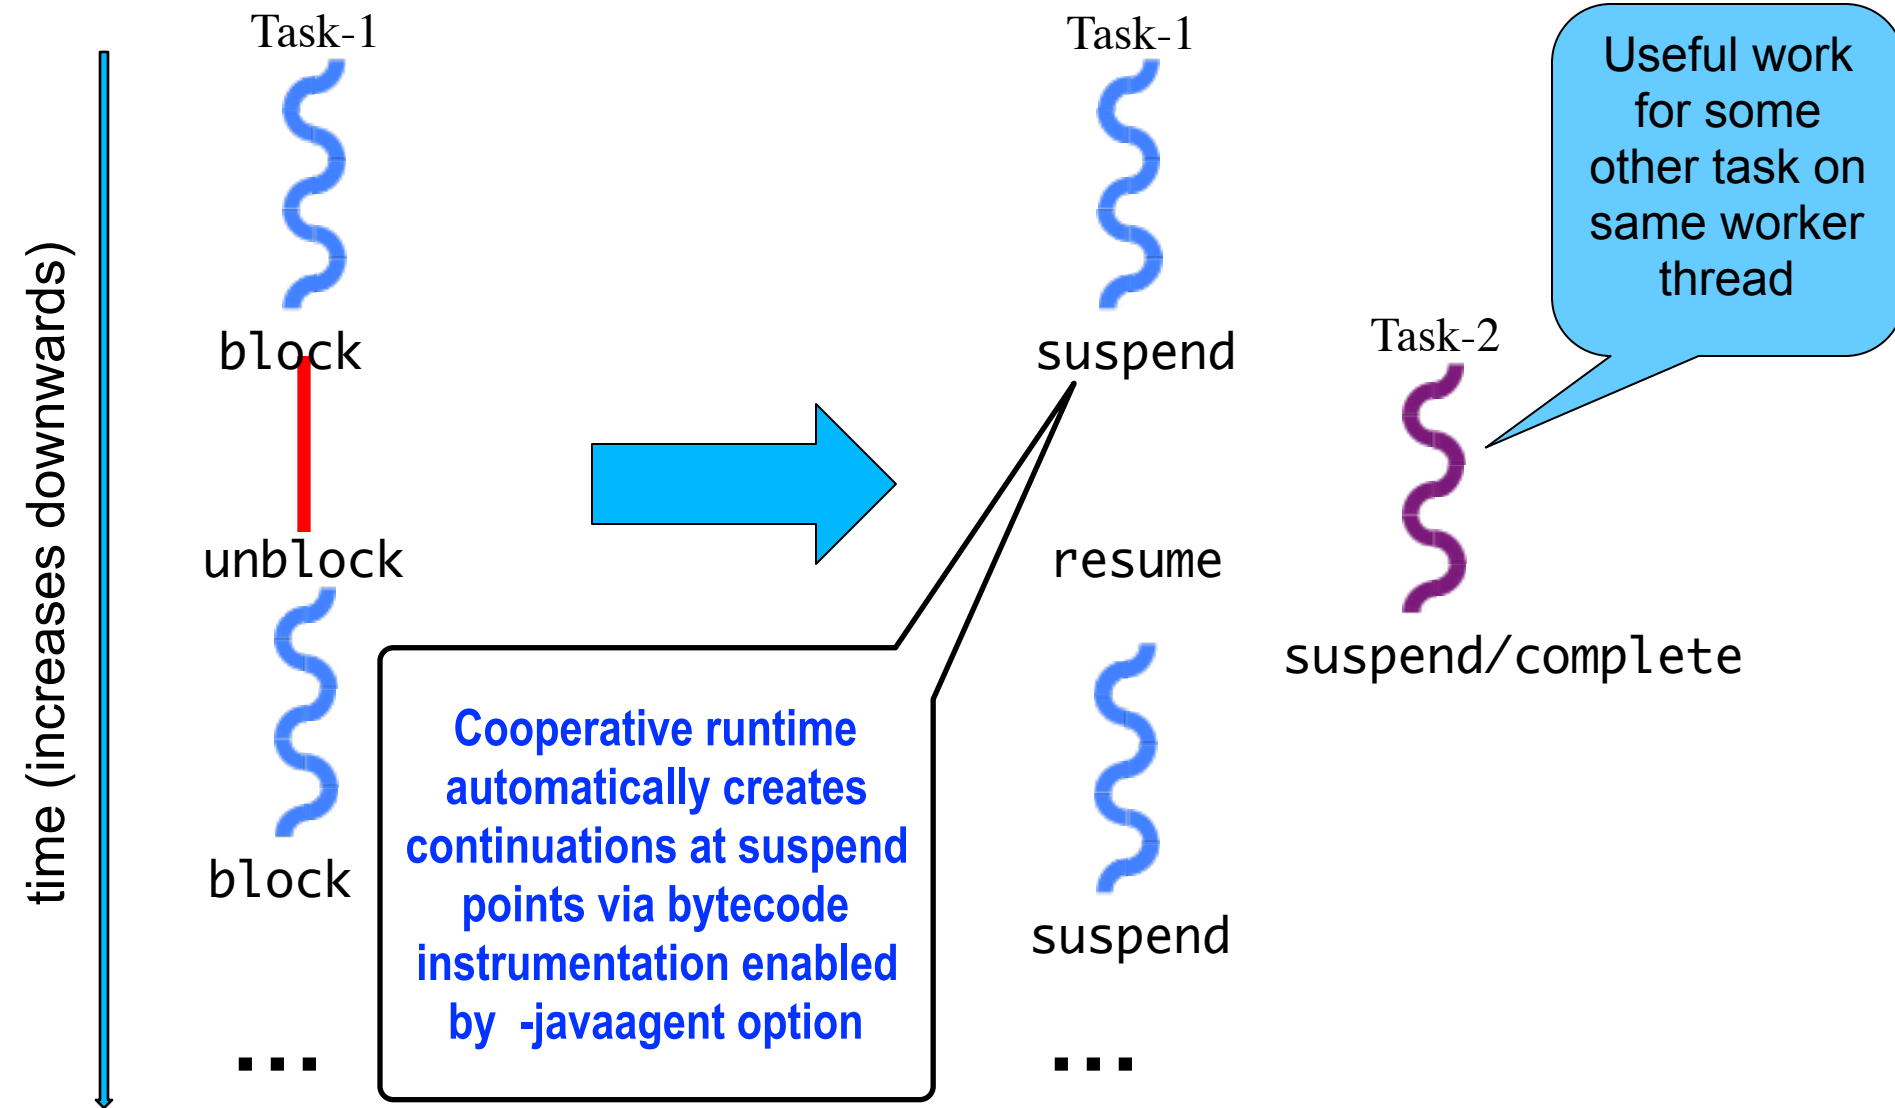 time (increases downwards)
Task-1
block
unblock
block
...
Task-1
suspend
resume
suspend
...
Task-2
suspend/complete
Useful work
for some
other task on
same worker
thread
Cooperative runtime
automatically creates
continuations at suspend
points via bytecode
instrumentation enabled
by -javaagent option